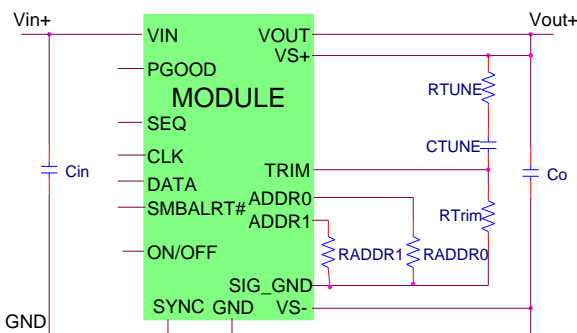 Vin+
VIN
VOUT
Vout+
VS+
PGOOD
RTUNE
MODULE
SEQ
CTUNE
CLK
TRIM
Cin
Co
DATA
ADDR0
SMBALRT#
ADDR1
RTrim
ON/OFF
RADDR1
RADDR0
SIG_GND
SYNC
GND
VS-
GND